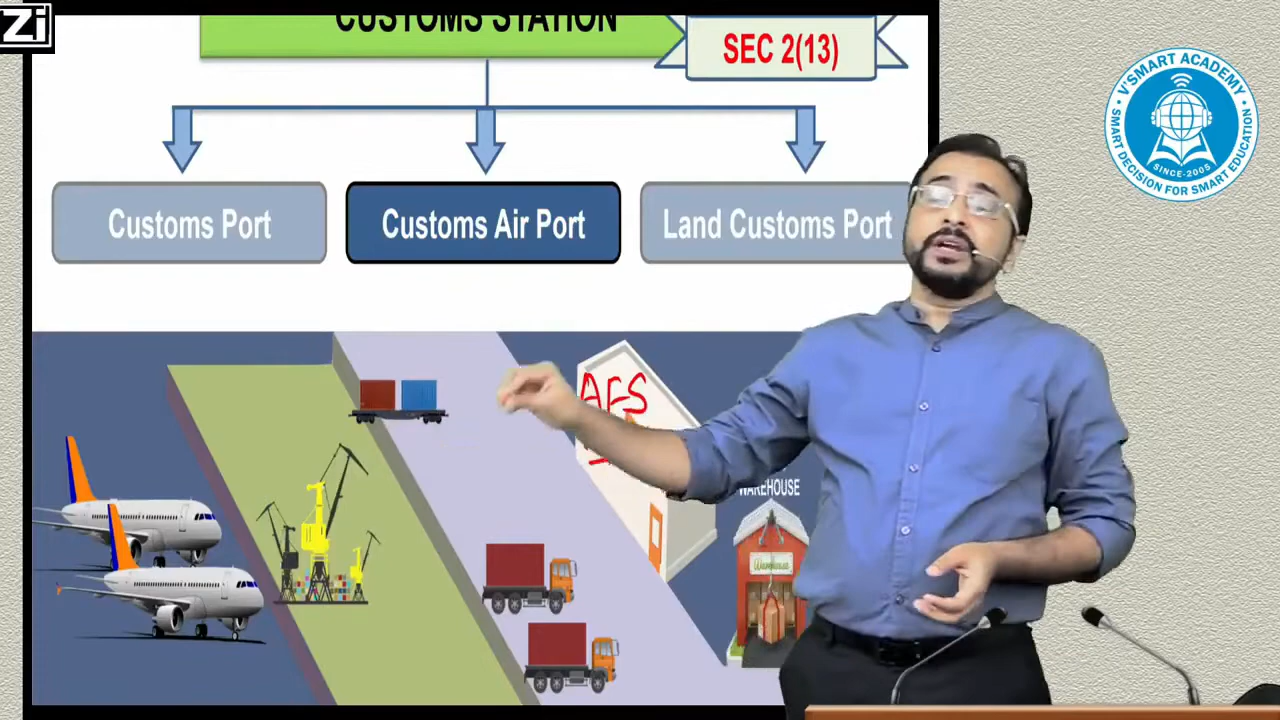 Zi
CUSTOMS STATION
SEC 2(13)
Customs Port
Customs Air Port
Land Customs Port
AFS
WAREHOUSE
Warehouse
V'SMART ACADEMY
SINCE-2005
SMART DECISION FOR SMART EDUCATION